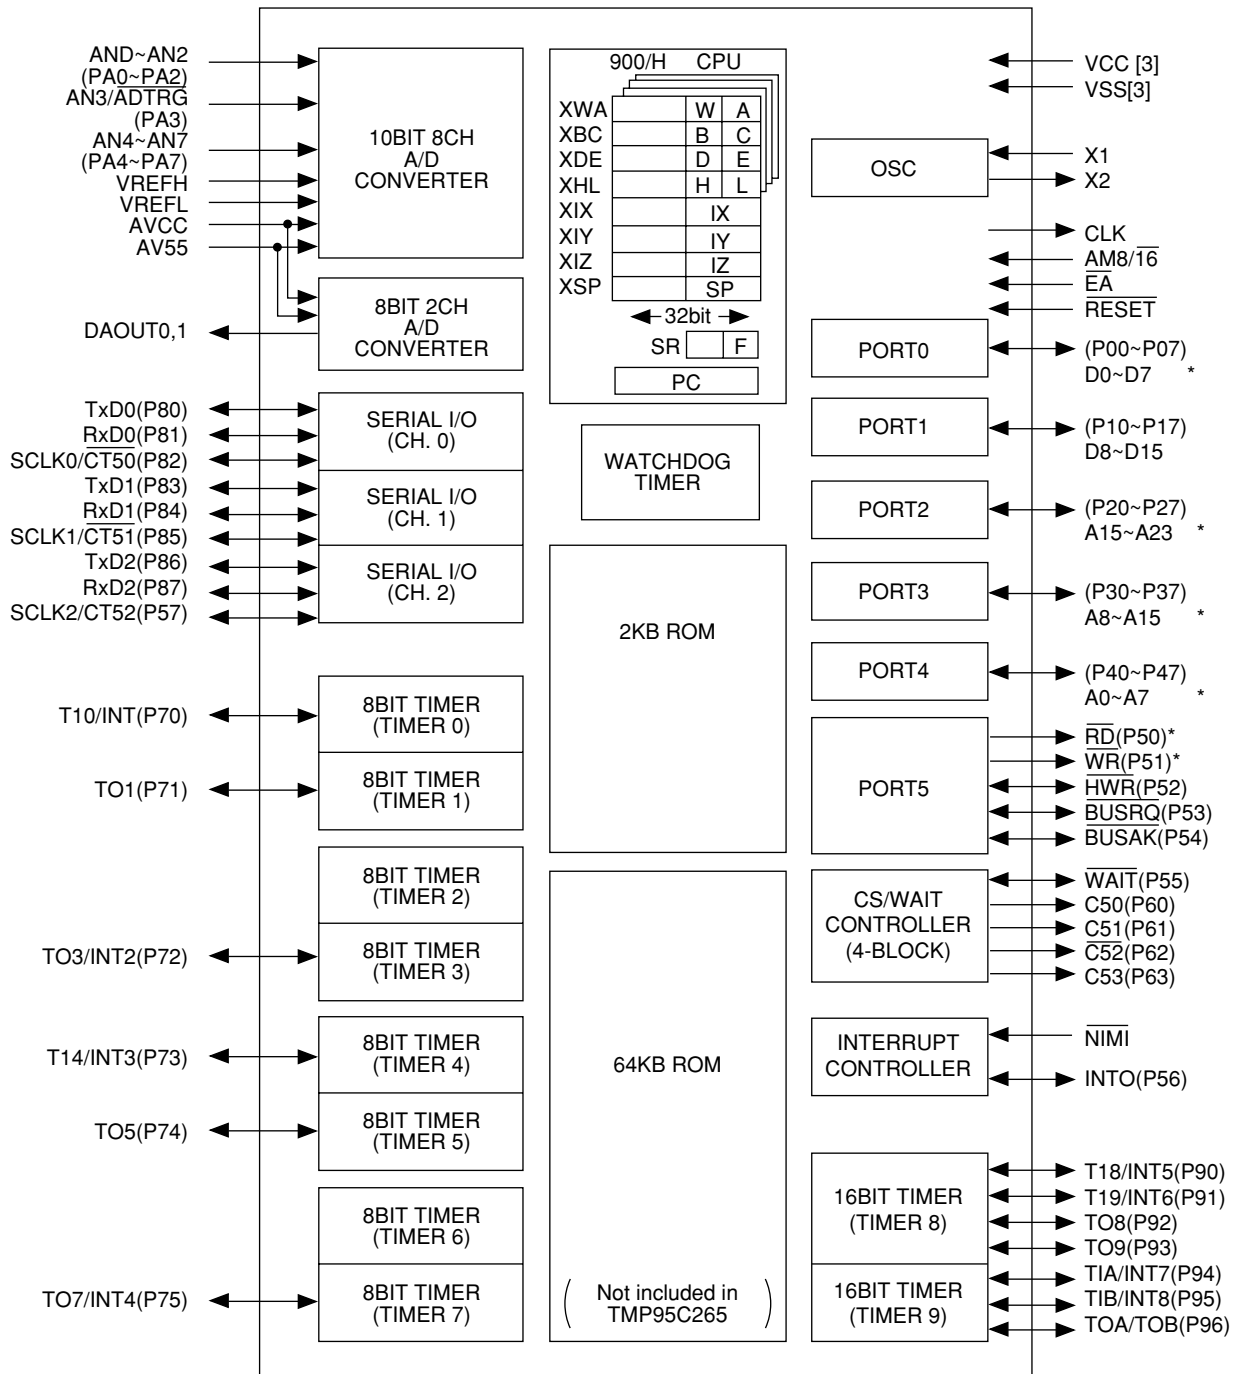 AND~AN2
(PA0~PA2)
AN3/ADTRG
(PA3)
AN4~AN7
(PA4~PA7)
VREFH
VREFL
AVCC
AV55
DAOUT0,1
10BIT 8CH
A/D
CONVERTER
8BIT 2CH
A/D
CONVERTER
TxD0(P80)
RxD0(P81)
SCLK0/CT50(P82)
TxD1(P83)
RxD1(P84)
SCLK1/CT51(P85)
TxD2(P86)
RxD2(P87)
SCLK2/CT52(P57)
SERIAL I/O
(CH. 0)
SERIAL I/O
(CH. 1)
SERIAL I/O
(CH. 2)
T10/INT(P70)
TO1(P71)
TO3/INT2(P72)
T14/INT3(P73)
TO5(P74)
TO7/INT4(P75)
8BIT TIMER
(TIMER 0)
8BIT TIMER
(TIMER 1)
8BIT TIMER
(TIMER 2)
8BIT TIMER
(TIMER 3)
8BIT TIMER
(TIMER 4)
8BIT TIMER
(TIMER 5)
8BIT TIMER
(TIMER 6)
8BIT TIMER
(TIMER 7)
900/H CPU
XWA W A
XBC B C
XDE D E
XHL H L
XIX IX
XIY IY
XIZ IZ
XSP SP
32bit
SR F
PC
WATCHDOG
TIMER
2KB ROM
64KB ROM
( Not included in
TMP95C265 )
OSC
PORT0
PORT1
PORT2
PORT3
PORT4
PORT5
CS/WAIT
CONTROLLER
(4-BLOCK)
INTERRUPT
CONTROLLER
16BIT TIMER
(TIMER 8)
16BIT TIMER
(TIMER 9)
VCC [3]
VSS[3]
X1
X2
CLK
AM8/16
EA
RESET
(P00~P07)
D0~D7 *
(P10~P17)
D8~D15
(P20~P27)
A15~A23 *
(P30~P37)
A8~A15 *
(P40~P47)
A0~A7 *
RD(P50)*
WR(P51)*
HWR(P52)
BUSRQ(P53)
BUSAK(P54)
WAIT(P55)
C50(P60)
C51(P61)
C52(P62)
C53(P63)
NIMI
INTO(P56)
T18/INT5(P90)
T19/INT6(P91)
TO8(P92)
TO9(P93)
TIA/INT7(P94)
TIB/INT8(P95)
TOA/TOB(P96)